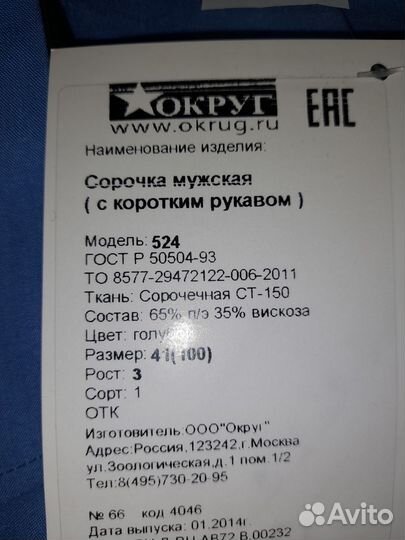 ОКРУГ
www.okrug.ru
ЕАС
Наименование изделия:
Сорочка мужская
( с коротким рукавом )
Модель: 524
ГОСТ Р 50504-93
ТО 8577-29472122-006-2011
Ткань: Сорочечная СТ-150
Состав: 65% п/э 35% вискоза
Цвет:
Размер: 41(100)
Рост: 3
Сорт: 1
ОТК
Изготовитель:ООО"Округ"
Адрес:Россия,123242,г.Москва
ул.Зоологическая,д.1 пом.1/2
Тел:8(495)730-20-95
№ 66 код 4046
Дата выпуска: 01.2014г.
RU.АВ72.В.00232
Avito